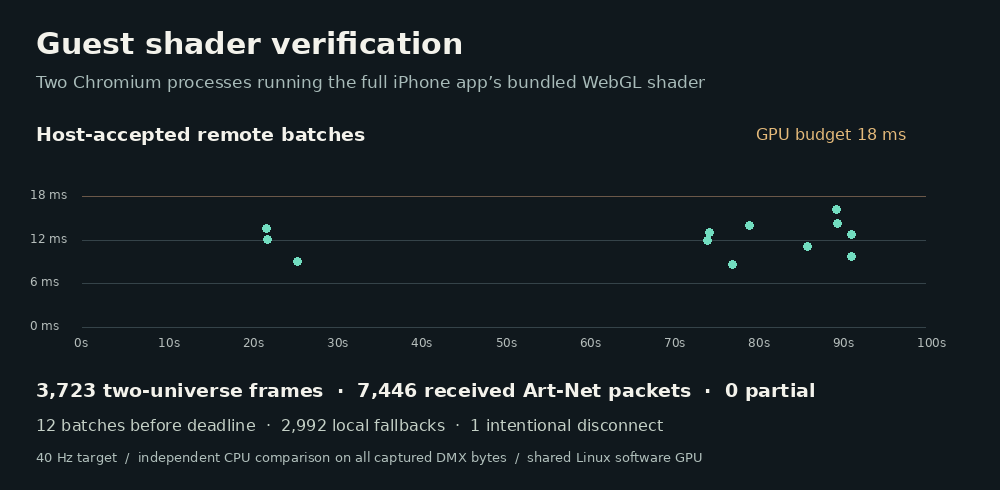 Guest shader verification
Two Chromium processes running the full iPhone app’s bundled WebGL shader
Host-accepted remote batches
GPU budget 18 ms
18 ms
12 ms
6 ms
0 ms
0s 10s 20s 30s 40s 50s 60s 70s 80s 90s 100s
3,723 two-universe frames · 7,446 received Art-Net packets · 0 partial
12 batches before deadline · 2,992 local fallbacks · 1 intentional disconnect
40 Hz target / independent CPU comparison on all captured DMX bytes / shared Linux software GPU